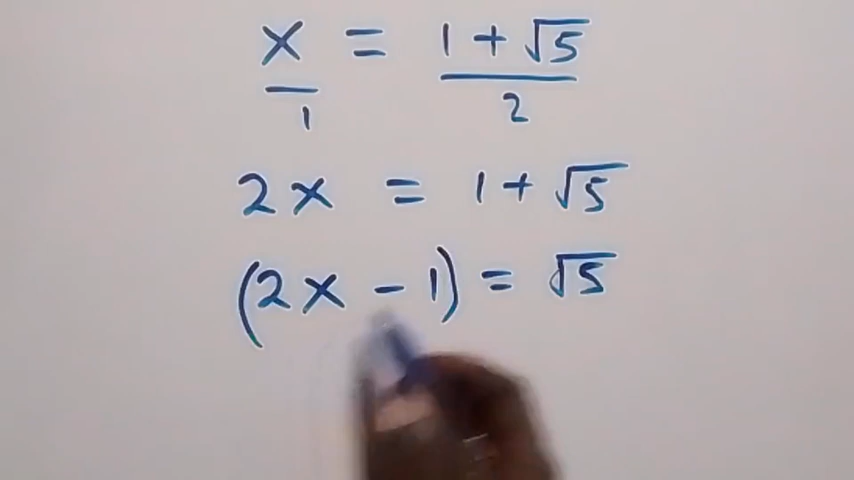 x/1 = (1 + √5)/2
2x = 1 + √5
(2x - 1) = √5